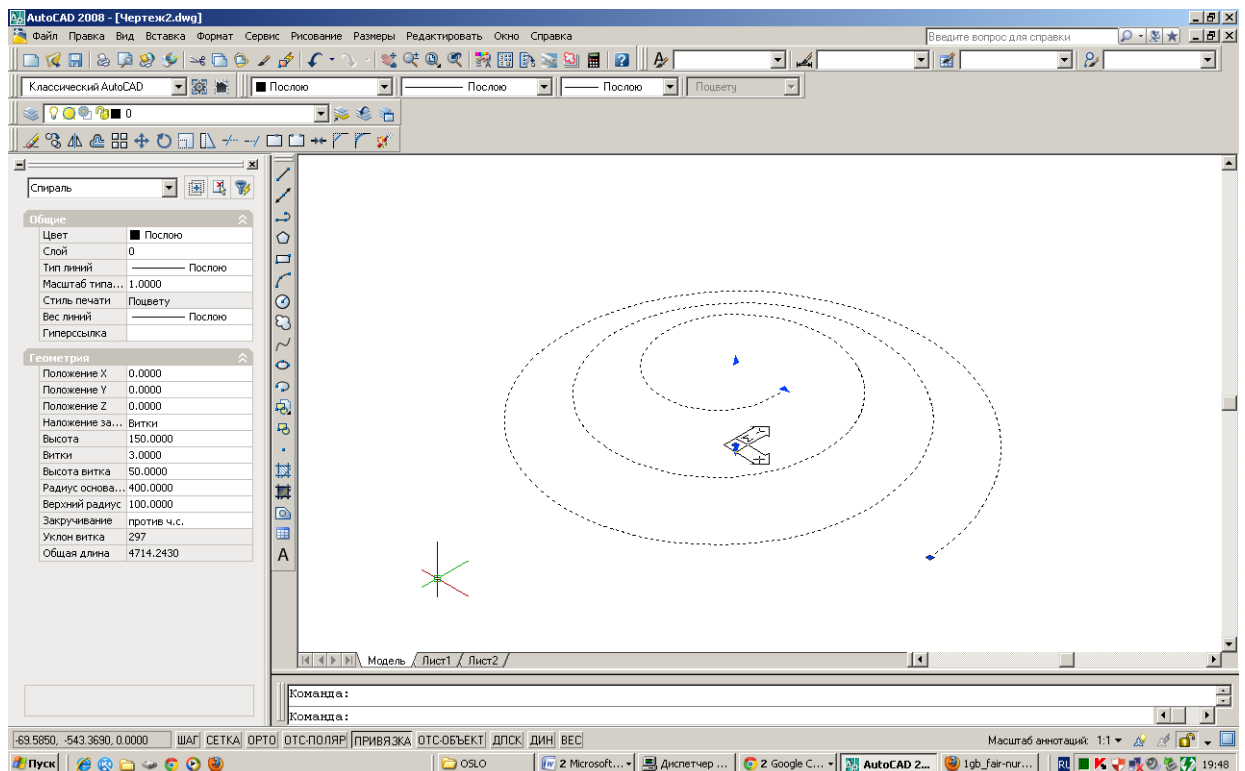 AutoCAD 2008 - [Чертеж2.dwg]
Файл Правка Вид Вставка Формат Сервис Рисование Размеры Редактировать Окно Справка
Введите вопрос для справки
Классический AutoCAD
Послою
Послою
Послою
Поцвету
0
Спираль
Общие
Цвет Послою
Слой 0
Тип линий Послою
Масштаб типа... 1.0000
Стиль печати Поцвету
Вес линий Послою
Гиперссылка
Геометрия
Положение X 0.0000
Положение Y 0.0000
Положение Z 0.0000
Наложение за... Витки
Высота 150.0000
Витки 3.0000
Высота витка 50.0000
Радиус основа... 400.0000
Верхний радиус 100.0000
Закручивание против ч.с.
Уклон витка 297
Общая длина 4714.2430
A
Модель Лист1 Лист2
Команда:
Команда:
-69.5850, -543.3690, 0.0000 ШАГ СЕТКА ОРТО ОТС-ПОЛЯР ПРИВЯЗКА ОТС-ОБЪЕКТ ДПСК ДИН ВЕС Масштаб аннотаций: 1:1
Пуск OSLO 2 Microsoft... Диспетчер ... 2 Google C... AutoCAD 2... 1gb_fair-nur... RU 19:48